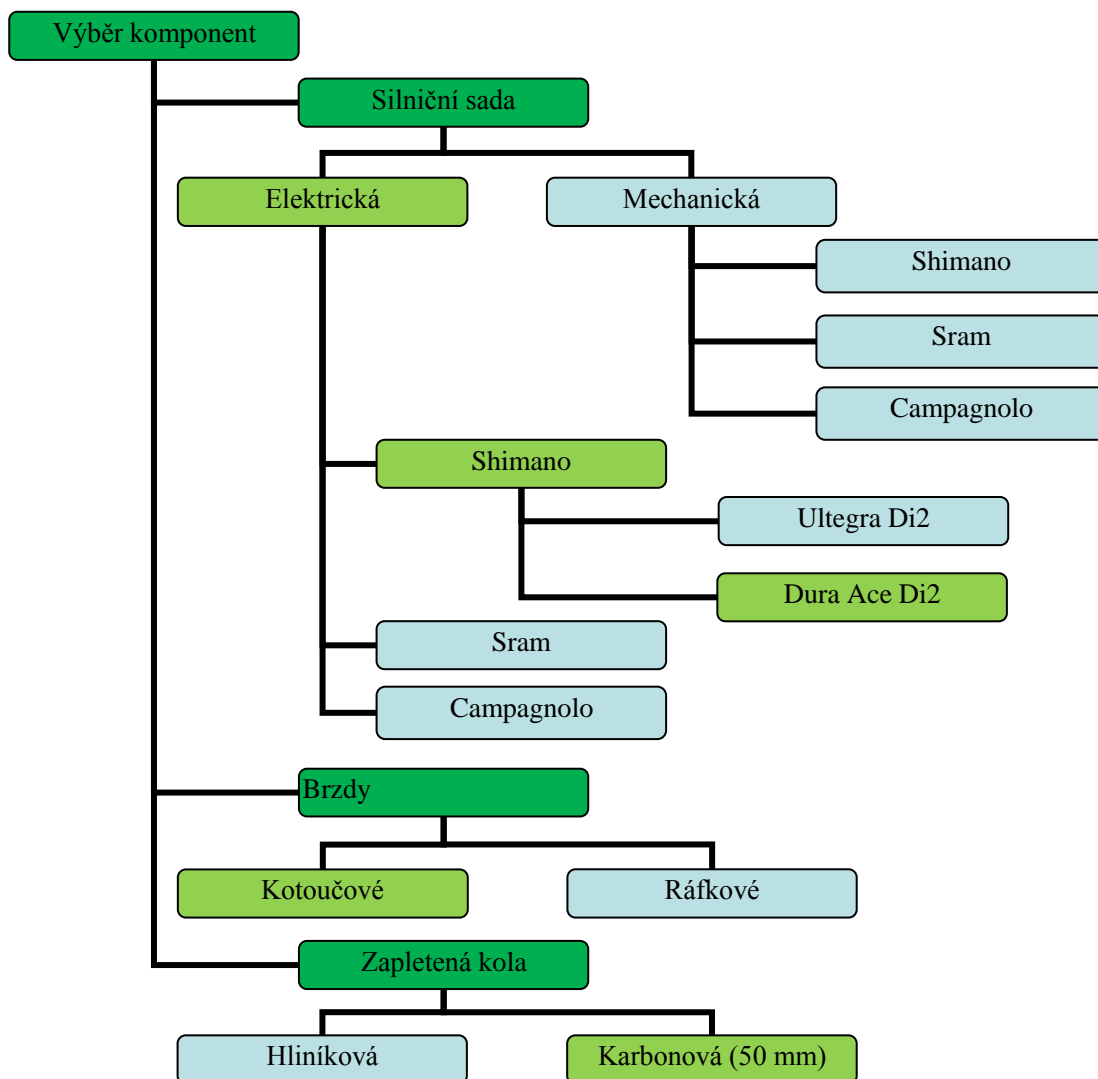 Výběr komponent
Silniční sada
Elektrická
Mechanická
Shimano
Sram
Campagnolo
Shimano
Ultegra Di2
Dura Ace Di2
Sram
Campagnolo
Brzdy
Kotoučové
Ráfkové
Zapletená kola
Hliníková
Karbonová (50 mm)